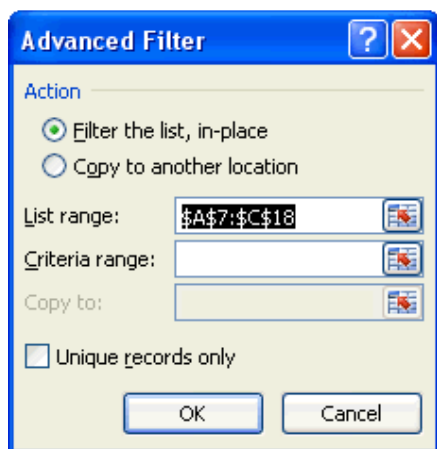 Advanced Filter
Action
Filter the list, in-place
Copy to another location
List range: $A$7:$C$18
Criteria range:
Copy to:
Unique records only
OK Cancel